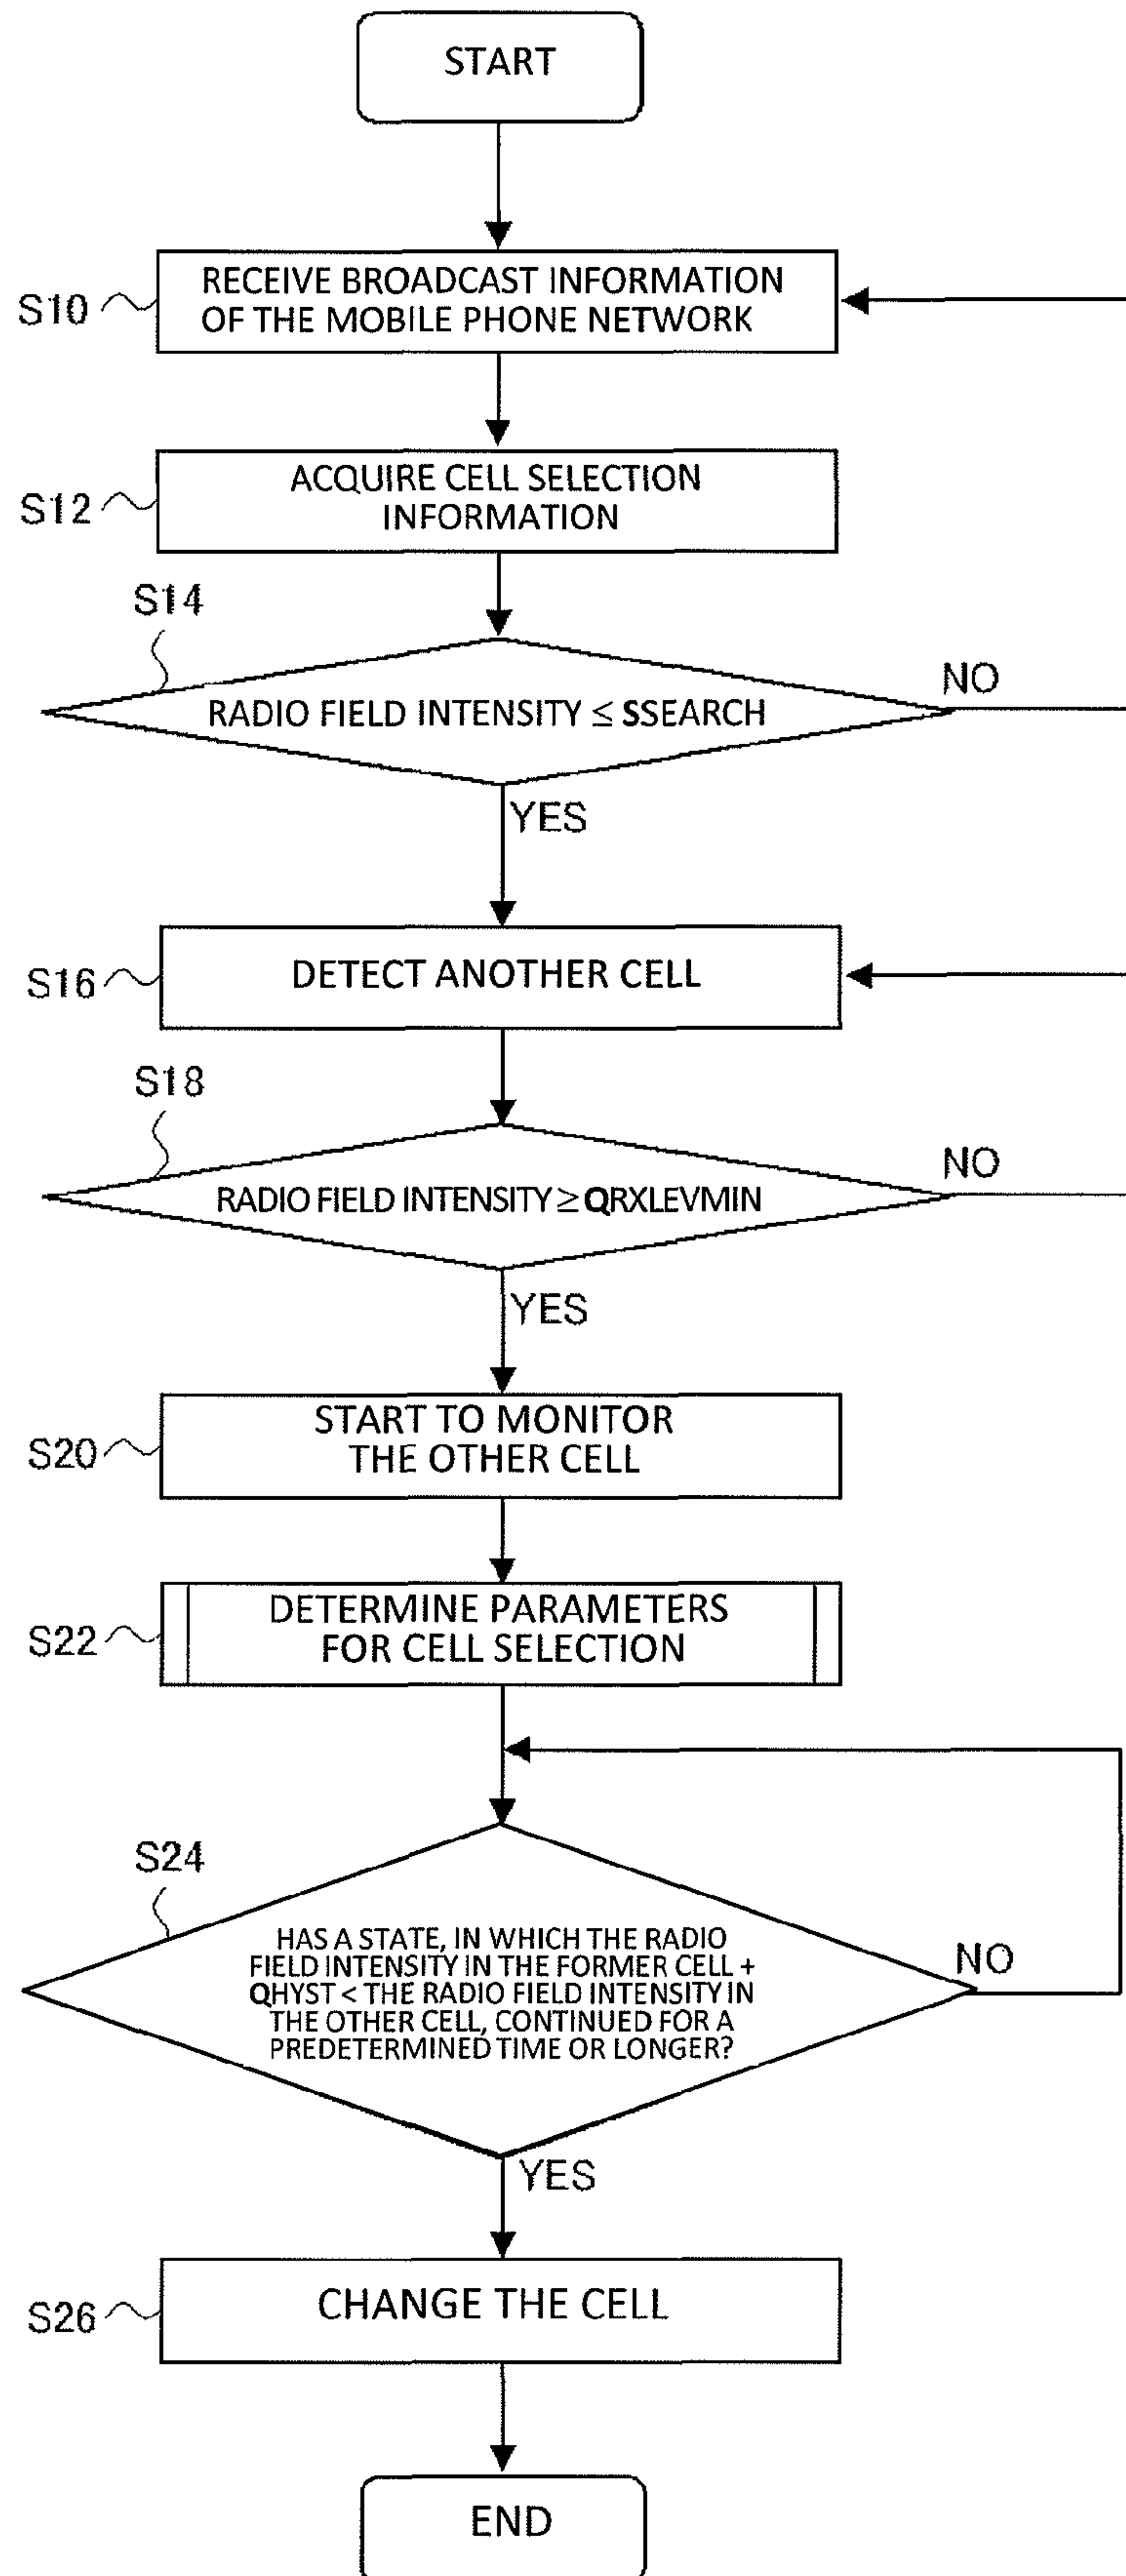 START
S10
RECEIVE BROADCAST INFORMATION
OF THE MOBILE PHONE NETWORK
S12
ACQUIRE CELL SELECTION
INFORMATION
S14
RADIO FIELD INTENSITY ≤ SSEARCH
NO
YES
S16
DETECT ANOTHER CELL
S18
RADIO FIELD INTENSITY ≥ QRXLEVMIN
NO
YES
S20
START TO MONITOR
THE OTHER CELL
S22
DETERMINE PARAMETERS
FOR CELL SELECTION
S24
HAS A STATE, IN WHICH THE RADIO
FIELD INTENSITY IN THE FORMER CELL +
QHYST < THE RADIO FIELD INTENSITY IN
THE OTHER CELL, CONTINUED FOR A
PREDETERMINED TIME OR LONGER?
NO
YES
S26
CHANGE THE CELL
END